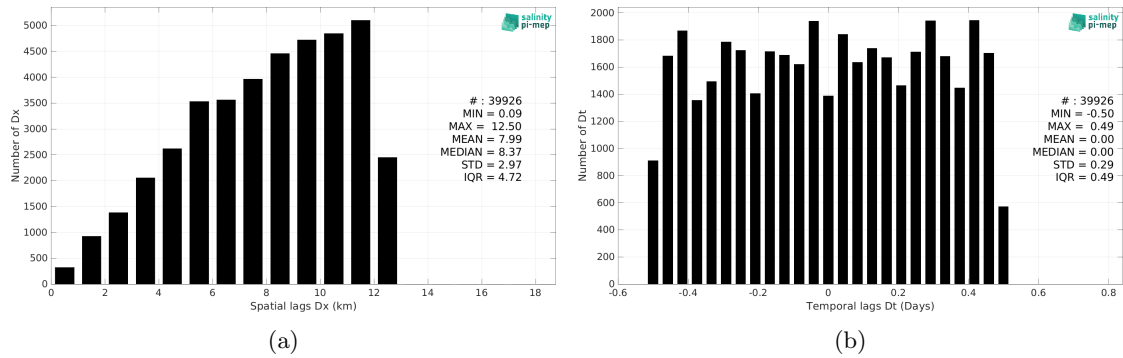 5000
4500
4000
3500
3000
2500
2000
1500
1000
500
0
Number of Dx
0 2 4 6 8 10 12 14 16 18
Spatial lags Dx (km)
salinity
pi-mep
# : 39926
MIN = 0.09
MAX = 12.50
MEAN = 7.99
MEDIAN = 8.37
STD = 2.97
IQR = 4.72
(a)
2000
1800
1600
1400
1200
1000
800
600
400
200
0
Number of Dt
-0.6 -0.4 -0.2 0 0.2 0.4 0.6 0.8
Temporal lags Dt (Days)
salinity
pi-mep
# : 39926
MIN = -0.50
MAX = 0.49
MEAN = 0.00
MEDIAN = 0.00
STD = 0.29
IQR = 0.49
(b)